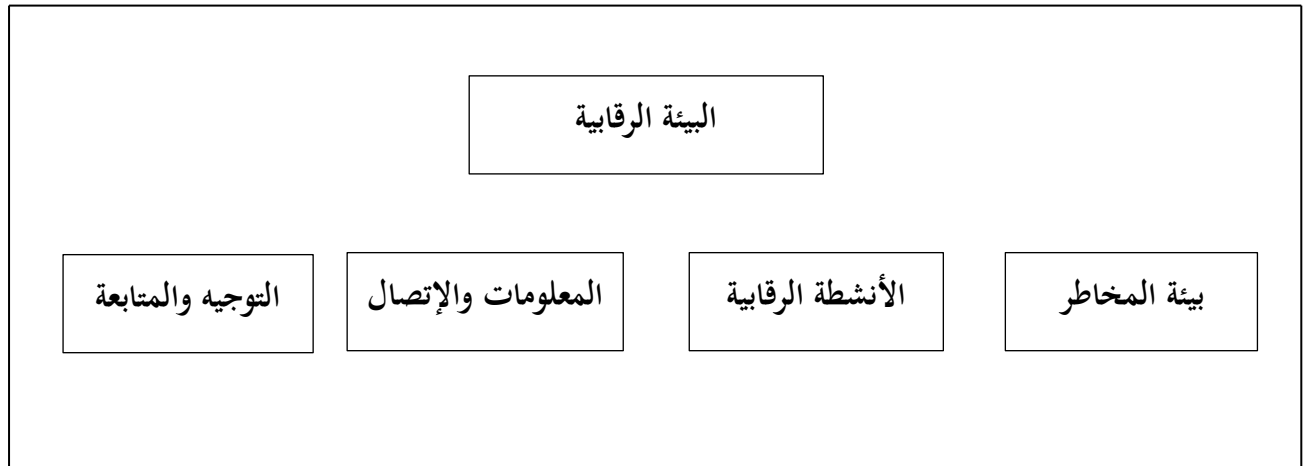 البيئة الرقابية
بيئة المخاطر
الأنشطة الرقابية
المعلومات والإتصال
التوجيه والمتابعة